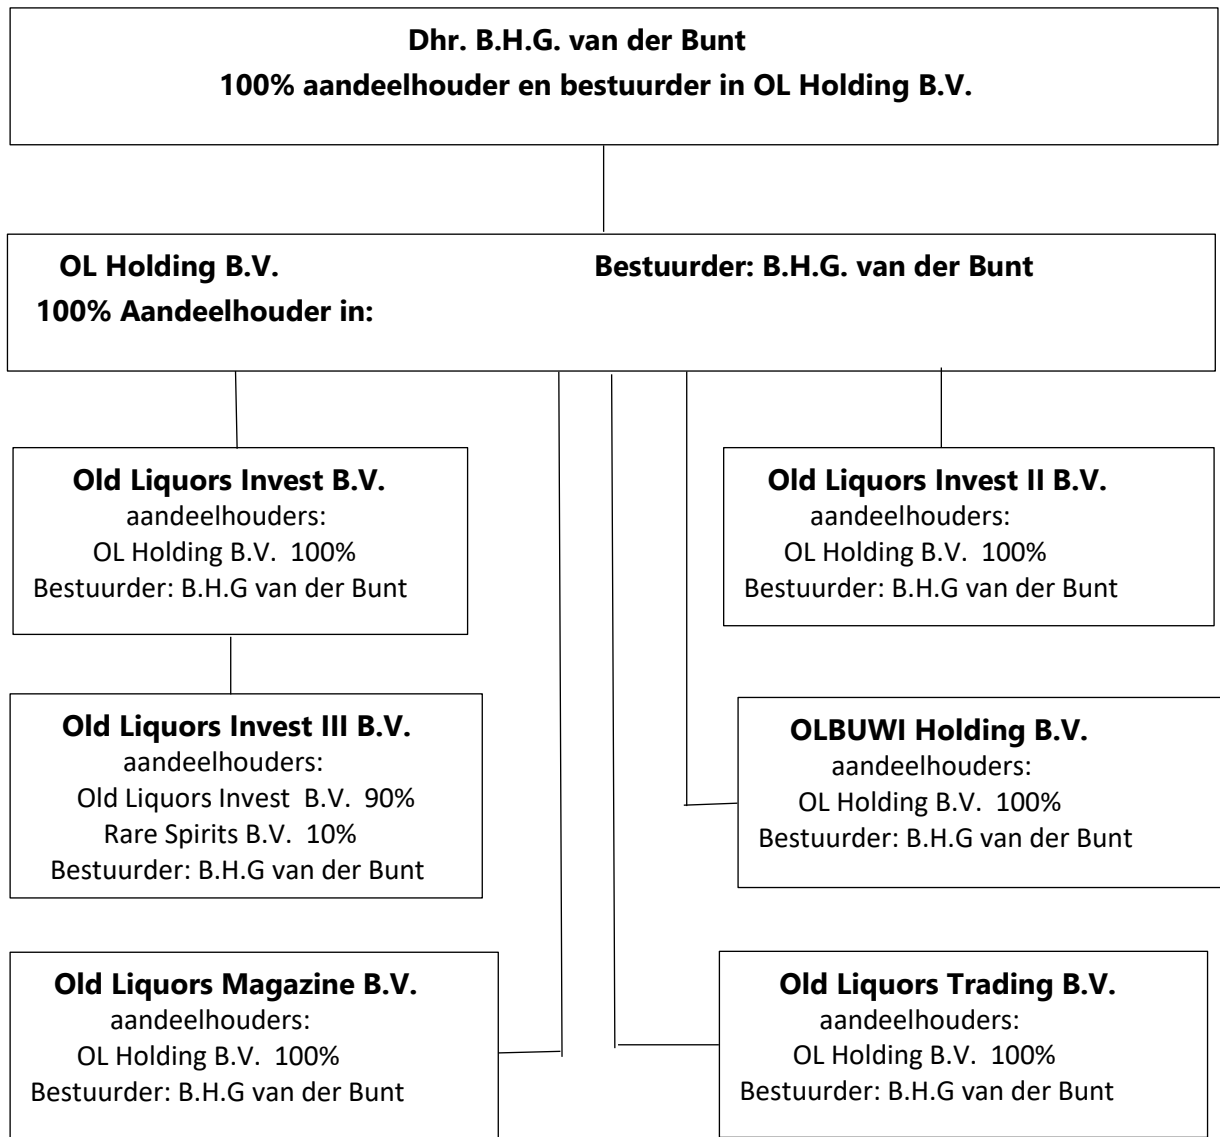 Dhr. B.H.G. van der Bunt
100% aandeelhouder en bestuurder in OL Holding B.V.
OL Holding B.V. Bestuurder: B.H.G. van der Bunt
100% Aandeelhouder in:
Old Liquors Invest B.V.
aandeelhouders:
OL Holding B.V. 100%
Bestuurder: B.H.G van der Bunt
Old Liquors Invest II B.V.
aandeelhouders:
OL Holding B.V. 100%
Bestuurder: B.H.G van der Bunt
Old Liquors Invest III B.V.
aandeelhouders:
Old Liquors Invest B.V. 90%
Rare Spirits B.V. 10%
Bestuurder: B.H.G van der Bunt
OLBUWI Holding B.V.
aandeelhouders:
OL Holding B.V. 100%
Bestuurder: B.H.G van der Bunt
Old Liquors Magazine B.V.
aandeelhouders:
OL Holding B.V. 100%
Bestuurder: B.H.G van der Bunt
Old Liquors Trading B.V.
aandeelhouders:
OL Holding B.V. 100%
Bestuurder: B.H.G van der Bunt